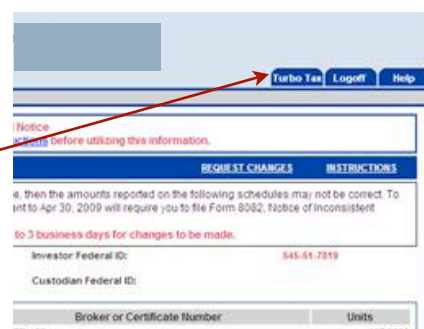 Turbo Tax Logoff Help
Notice
ctions before utilizing this information.
REQUEST CHANGES INSTRUCTIONS
e, then the amounts reported on the following schedules may not be correct. To
ent to Apr 30, 2009 will require you to file Form 8082, Notice of Inconsistent
to 3 business days for changes to be made.
Investor Federal ID: 545-51-7819
Custodian Federal ID:
Broker or Certificate Number Units